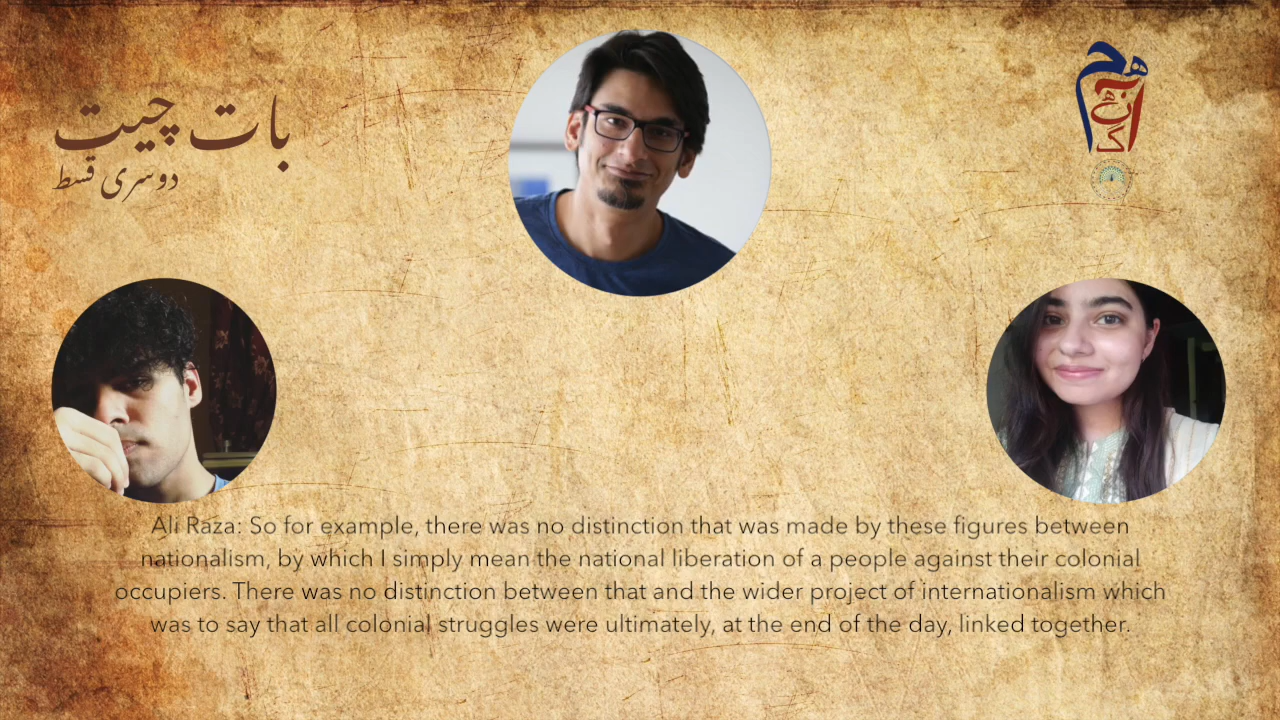 بات چیت
دوسری قسط
Ali Raza: So for example, there was no distinction that was made by these figures between
nationalism, by which I simply mean the national liberation of a people against their colonial
occupiers. There was no distinction between that and the wider project of internationalism which
was to say that all colonial struggles were ultimately, at the end of the day, linked together.